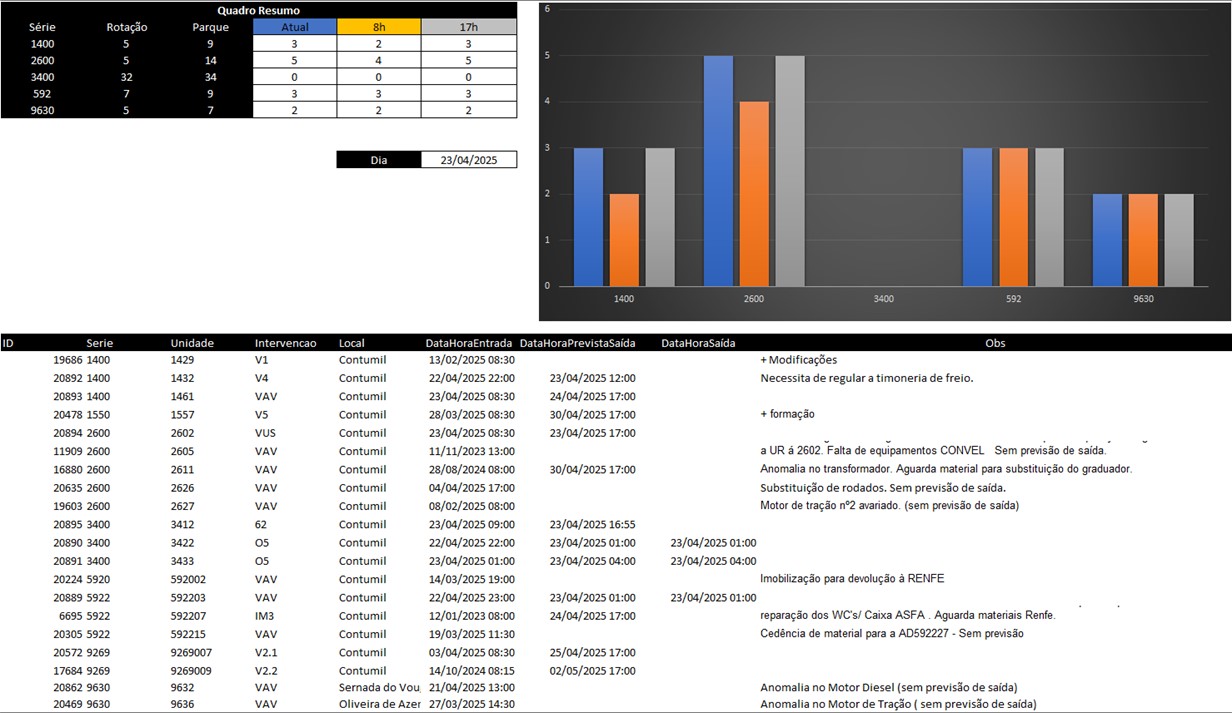 Quadro Resumo
Série Rotação Parque Atual 8h 17h
1400 5 9 3 2 3
2600 5 14 5 4 5
3400 32 34 0 0 0
592 7 9 3 3 3
9630 5 7 2 2 2
Dia 23/04/2025
6
5
4
3
2
1
0
1400 2600 3400 592 9630
ID Serie Unidade Intervencao Local DataHoraEntrada DataHoraPrevistaSaída DataHoraSaída Obs
19686 1400 1429 V1 Contumil 13/02/2025 08:30 + Modificações
20892 1400 1432 V4 Contumil 22/04/2025 22:00 23/04/2025 12:00 Necessita de regular a timoneria de freio.
20893 1400 1461 VAV Contumil 23/04/2025 08:30 24/04/2025 17:00
20478 1550 1557 V5 Contumil 28/03/2025 08:30 30/04/2025 17:00 + formação
20894 2600 2602 VUS Contumil 23/04/2025 08:30 23/04/2025 17:00
11909 2600 2605 VAV Contumil 11/11/2023 13:00 a UR á 2602. Falta de equipamentos CONVEL Sem previsão de saída.
16880 2600 2611 VAV Contumil 28/08/2024 08:00 30/04/2025 17:00 Anomalia no transformador. Aguarda material para substituição do graduador.
20635 2600 2626 VAV Contumil 04/04/2025 17:00 Substituição de rodados. Sem previsão de saída.
19603 2600 2627 VAV Contumil 08/02/2025 08:00 Motor de tração nº2 avariado. (sem previsão de saída)
20895 3400 3412 62 Contumil 23/04/2025 09:00 23/04/2025 16:55
20890 3400 3422 O5 Contumil 22/04/2025 22:00 23/04/2025 01:00 23/04/2025 01:00
20891 3400 3433 O5 Contumil 23/04/2025 01:00 23/04/2025 04:00 23/04/2025 04:00
20224 5920 592002 VAV Contumil 14/03/2025 19:00 Imobilização para devolução á RENFE
20889 5922 592203 VAV Contumil 22/04/2025 23:00 23/04/2025 01:00 23/04/2025 01:00
6695 5922 592207 IM3 Contumil 12/01/2023 08:00 24/04/2025 17:00 reparação dos WC's/ Caixa ASFA . Aguarda materiais Renfe.
20305 5922 592215 VAV Contumil 19/03/2025 11:30 Cedência de material para a AD592227 - Sem previsão
20572 9269 9269007 V2.1 Contumil 03/04/2025 08:30 25/04/2025 17:00
17684 9269 9269009 V2.2 Contumil 14/10/2024 08:15 02/05/2025 17:00
20862 9630 9632 VAV Sernada do Vou 21/04/2025 13:00 Anomalia no Motor Diesel (sem previsão de saída)
20469 9630 9636 VAV Oliveira de Azer 27/03/2025 14:30 Anomalia no Motor de Tração ( sem previsão de saída)